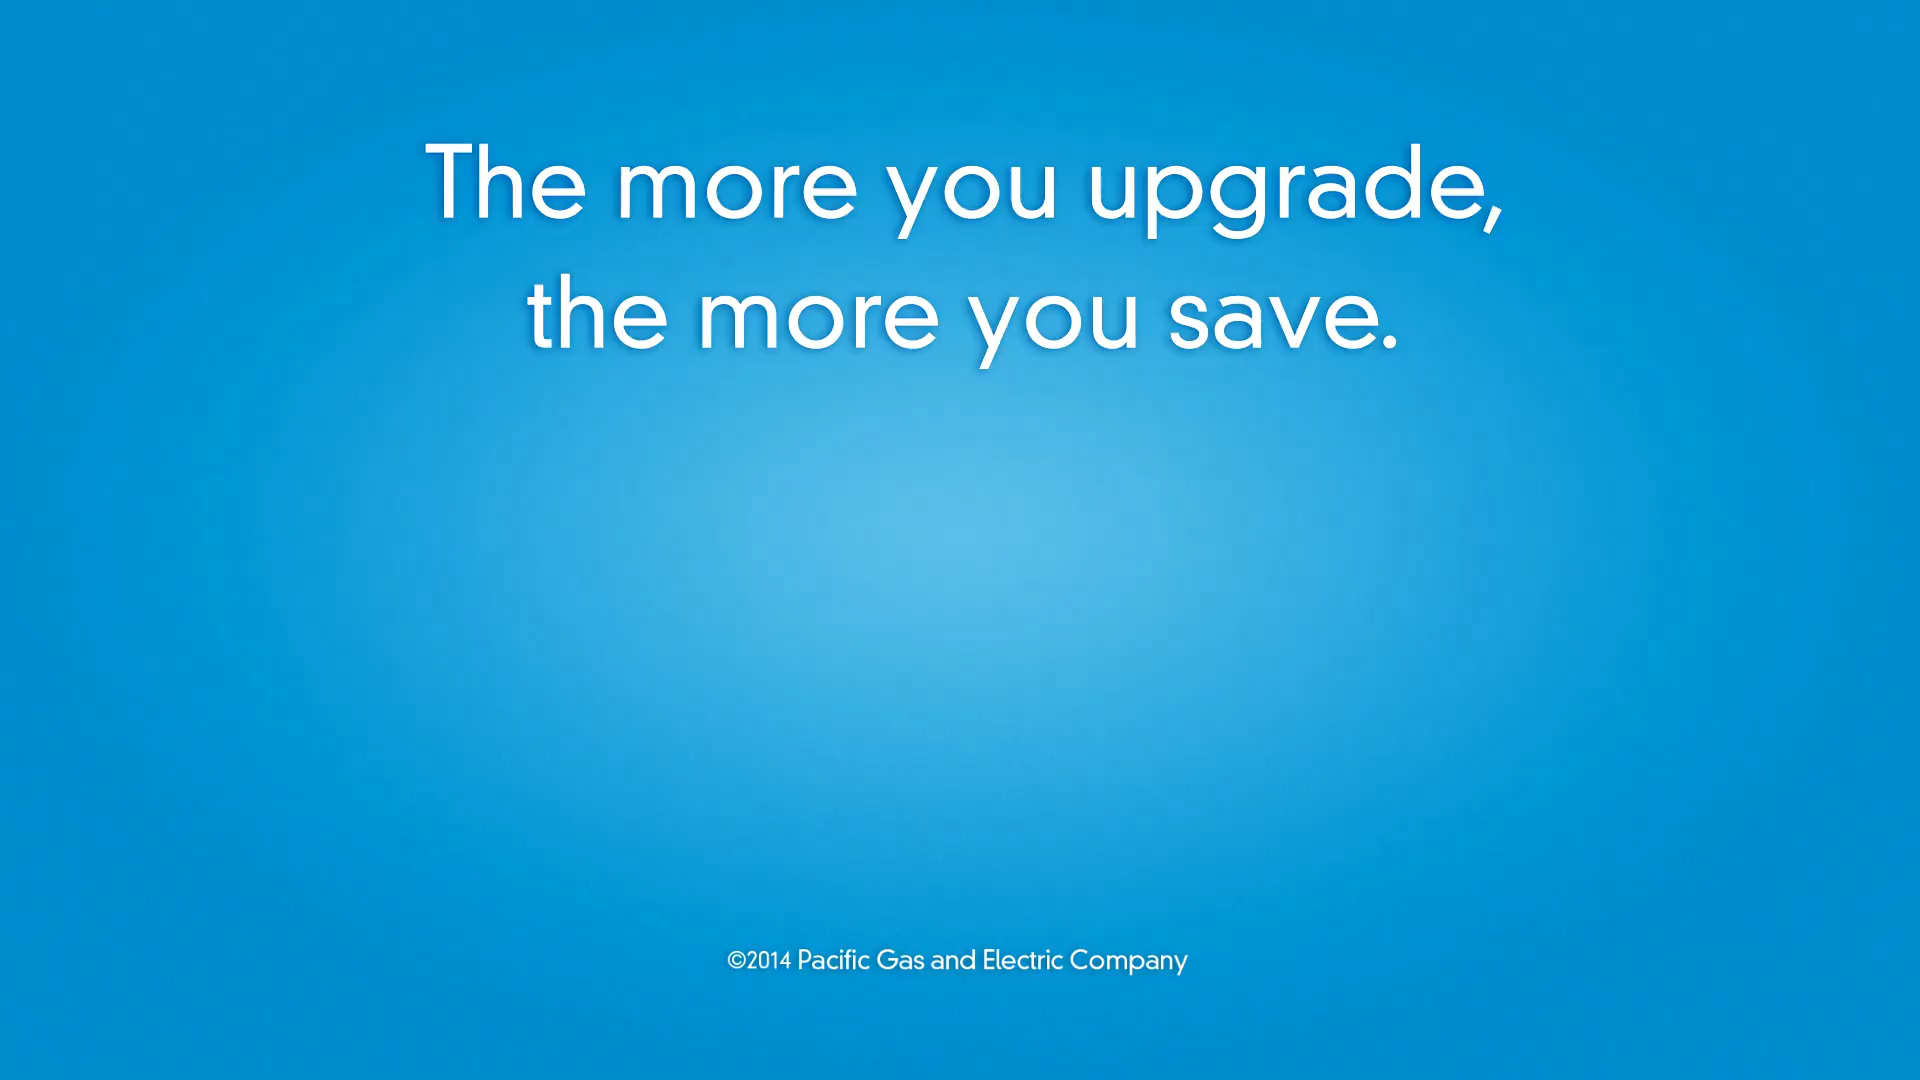 The more you upgrade,
the more you save.
©2014 Pacific Gas and Electric Company